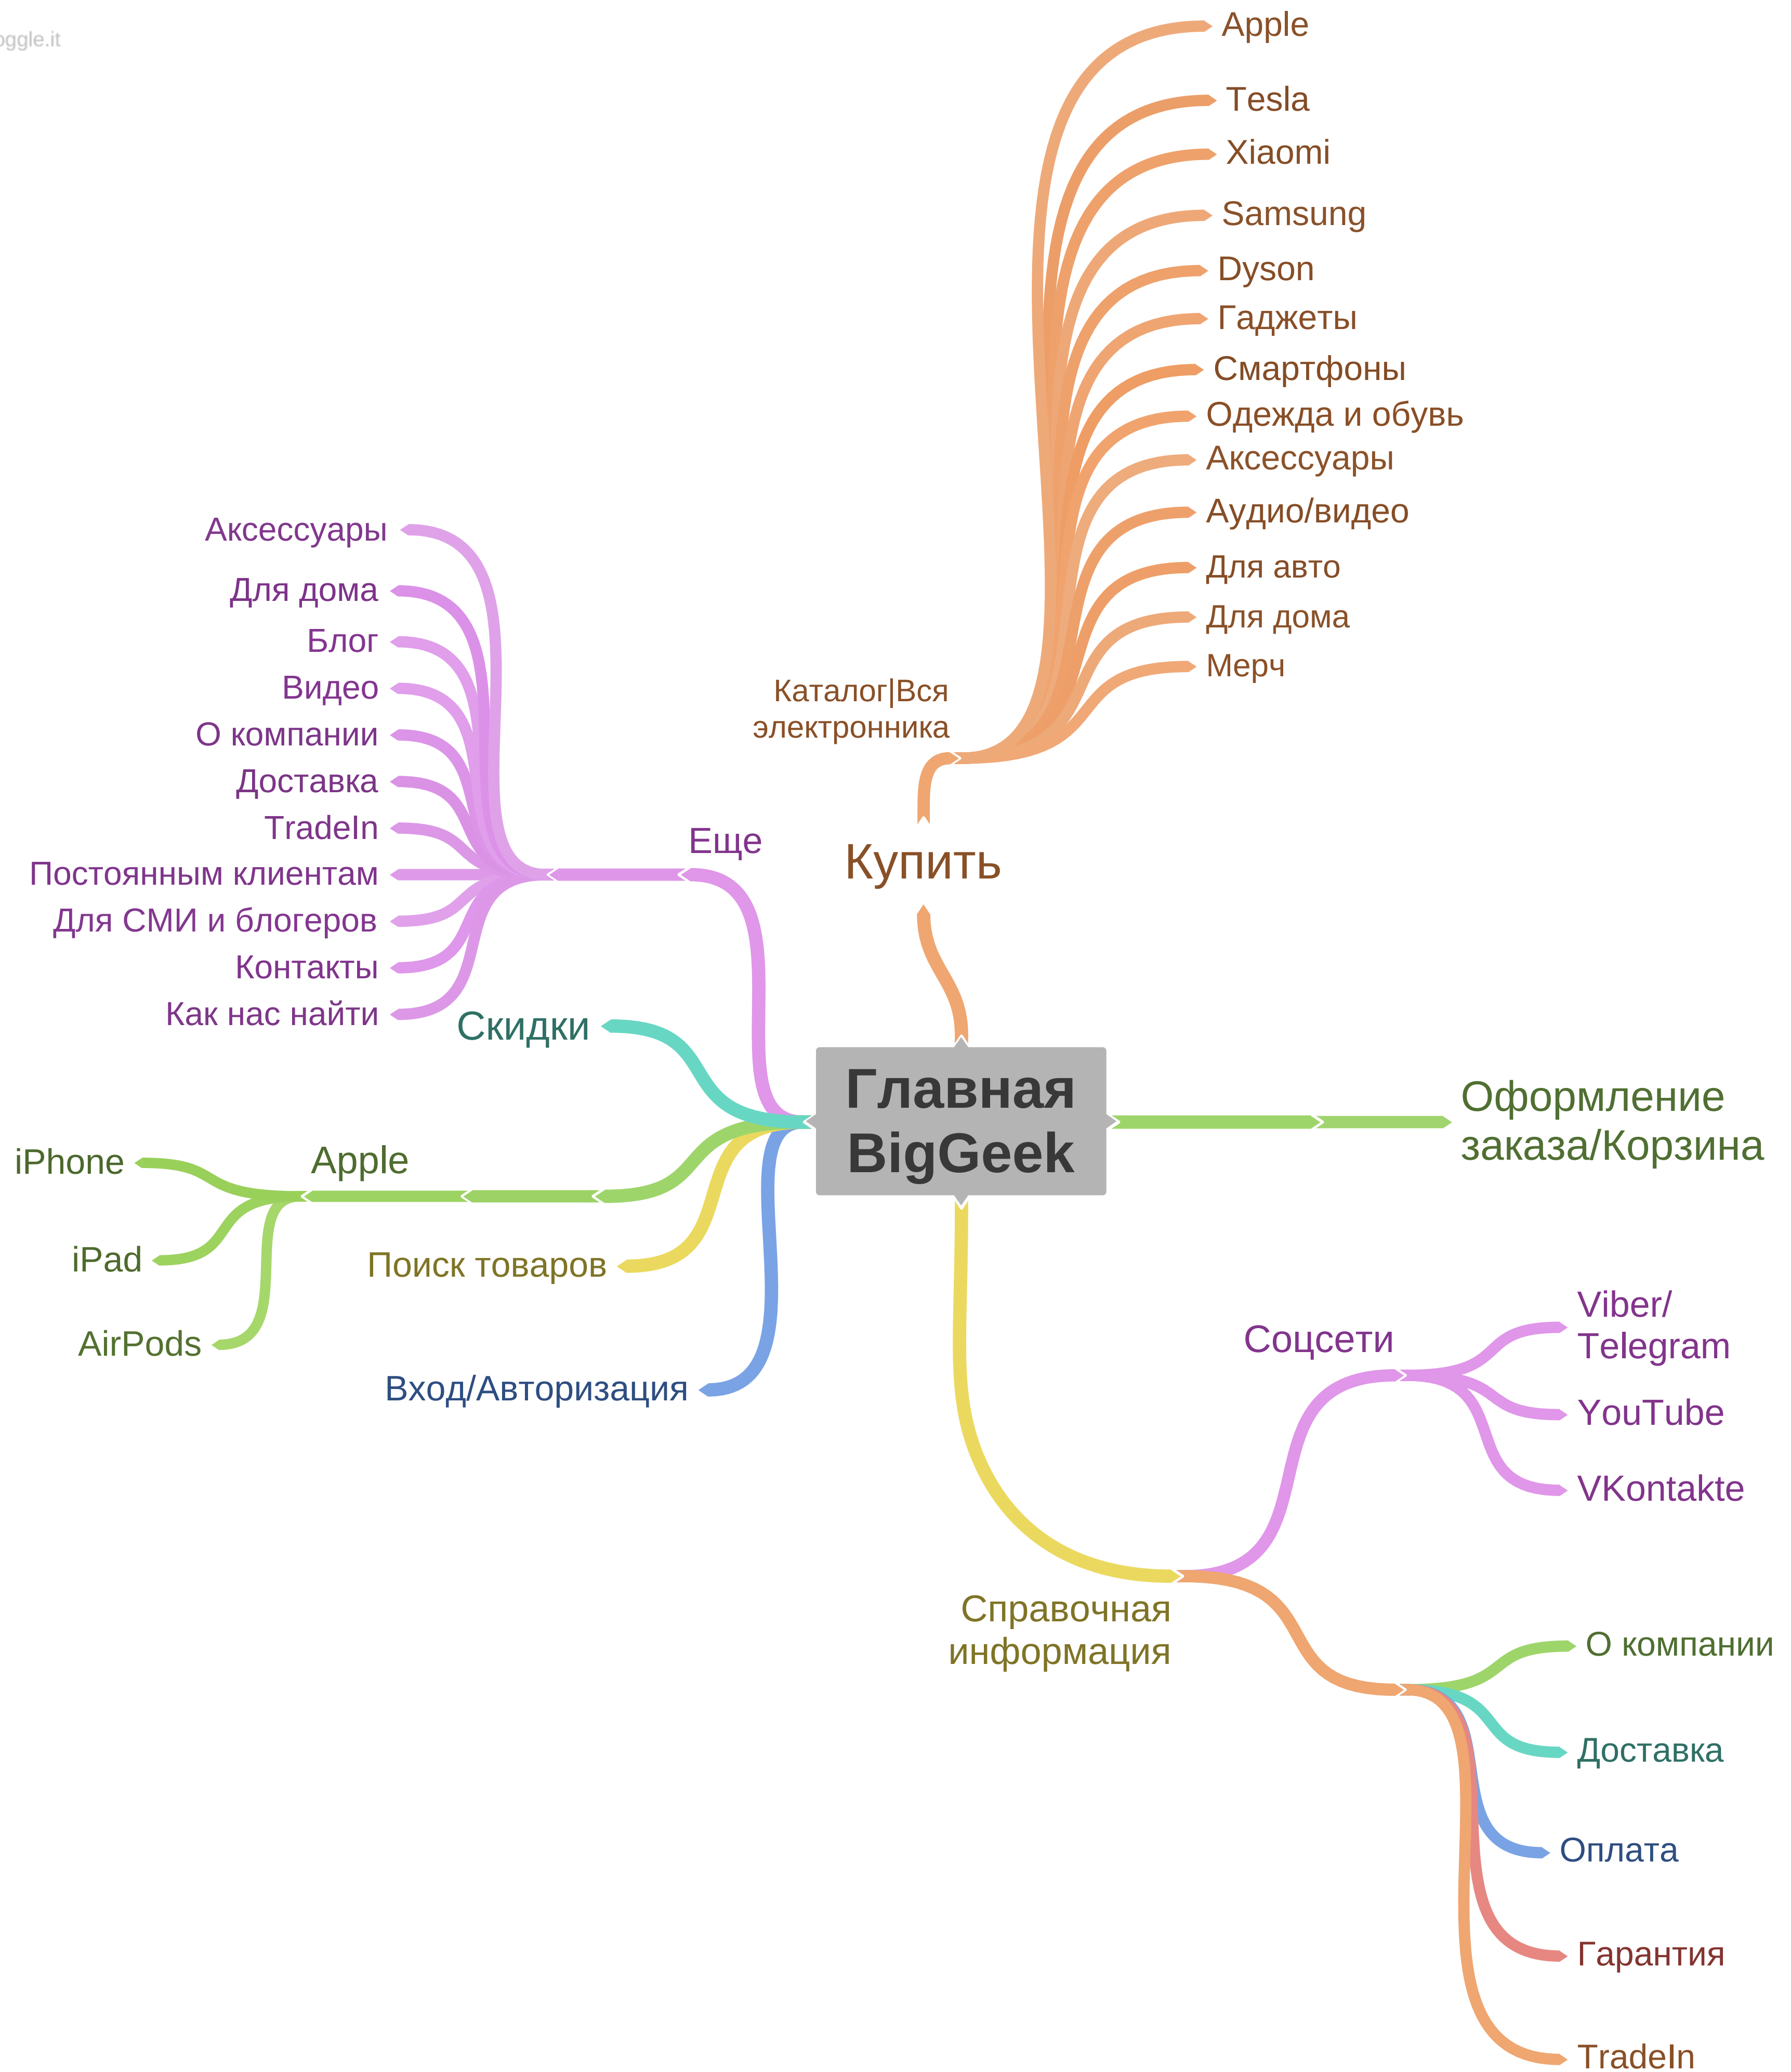 oggle.it
Apple
Tesla
Xiaomi
Samsung
Dyson
Гаджеты
Смартфоны
Одежда и обувь
Аксессуары
Аудио/видео
Для авто
Для дома
Мерч
Каталог|Вся
электронника
Купить
Аксессуары
Для дома
Блог
Видео
О компании
Доставка
TradeIn
Постоянным клиентам
Для СМИ и блогеров
Контакты
Как нас найти
Еще
Скидки
Главная
BigGeek
Оформление
заказа/Корзина
Apple
iPhone
iPad
AirPods
Поиск товаров
Вход/Авторизация
Соцсети
Viber/
Telegram
YouTube
VKontakte
Справочная
информация
О компании
Доставка
Оплата
Гарантия
TradeIn